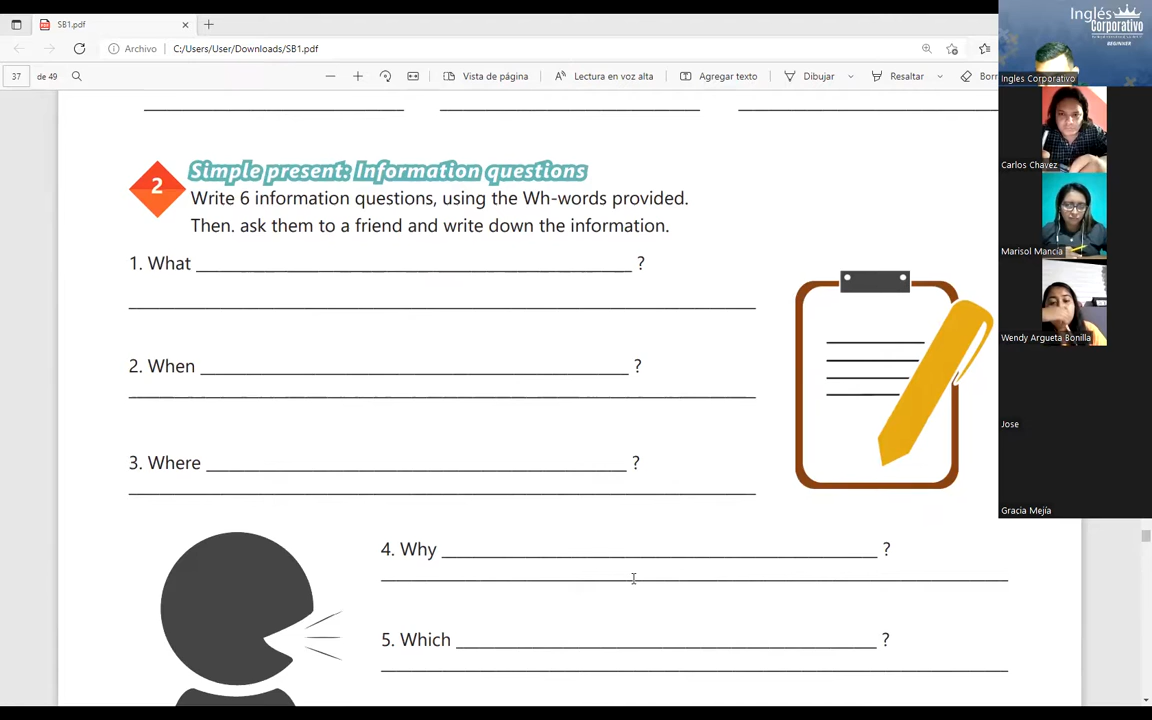 SB1.pdf
Archivo
C:/Users/User/Downloads/SB1.pdf
37 de 49
Vista de página
Lectura en voz alta
Agregar texto
Dibujar
Resaltar
Borr
Inglés
Corporativo
BEGINNER
Ingles Corporativo
Carlos Chavez
Marisol Mancía
Wendy Argueta Bonilla
Jose
Gracia Mejía
2
Simple present: Information questions
Write 6 information questions, using the Wh-words provided.
Then. ask them to a friend and write down the information.
1. What ?
2. When ?
3. Where ?
4. Why ?
5. Which ?